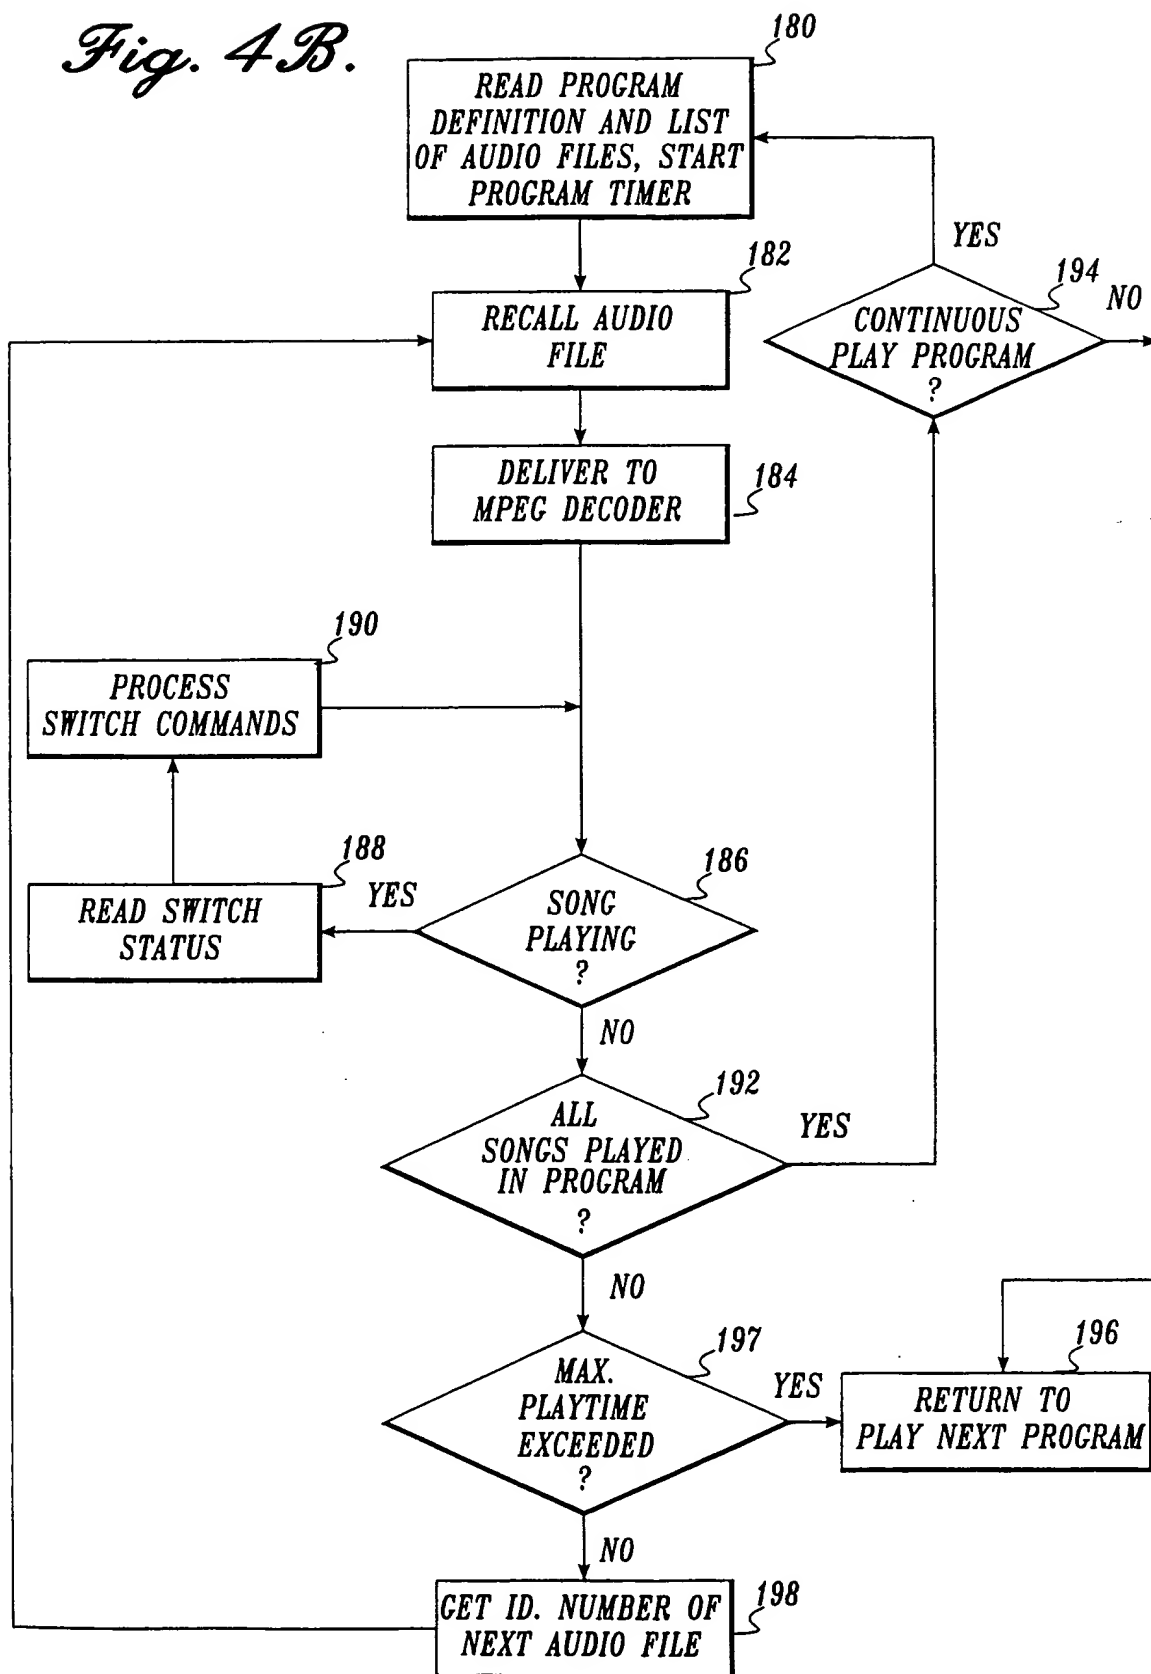 Fig. 4B.
180
READ PROGRAM
DEFINITION AND LIST
OF AUDIO FILES, START
PROGRAM TIMER
YES
182
RECALL AUDIO
FILE
194
NO
CONTINUOUS
PLAY PROGRAM
?
DELIVER TO
MPEG DECODER
184
190
PROCESS
SWITCH COMMANDS
188
READ SWITCH
STATUS
YES
186
SONG
PLAYING
?
NO
192
ALL
SONGS PLAYED
IN PROGRAM
?
YES
NO
197
MAX.
PLAYTIME
EXCEEDED
?
YES
196
RETURN TO
PLAY NEXT PROGRAM
NO
GET ID. NUMBER OF
NEXT AUDIO FILE
198